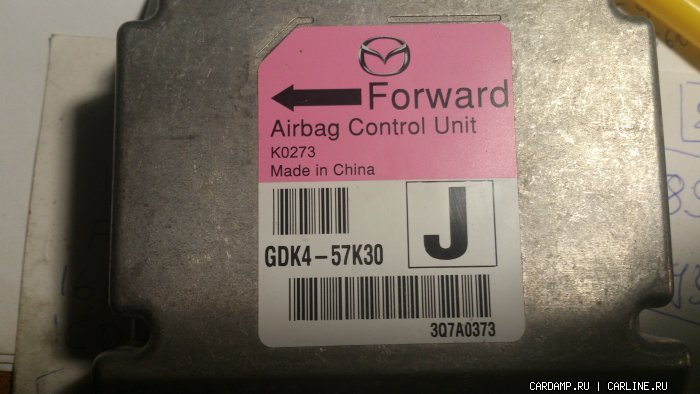 Forward
Airbag Control Unit
K0273
Made in China
J
GDK4-57K30
3Q7A0373
CARDAMP.RU | CARLINE.RU